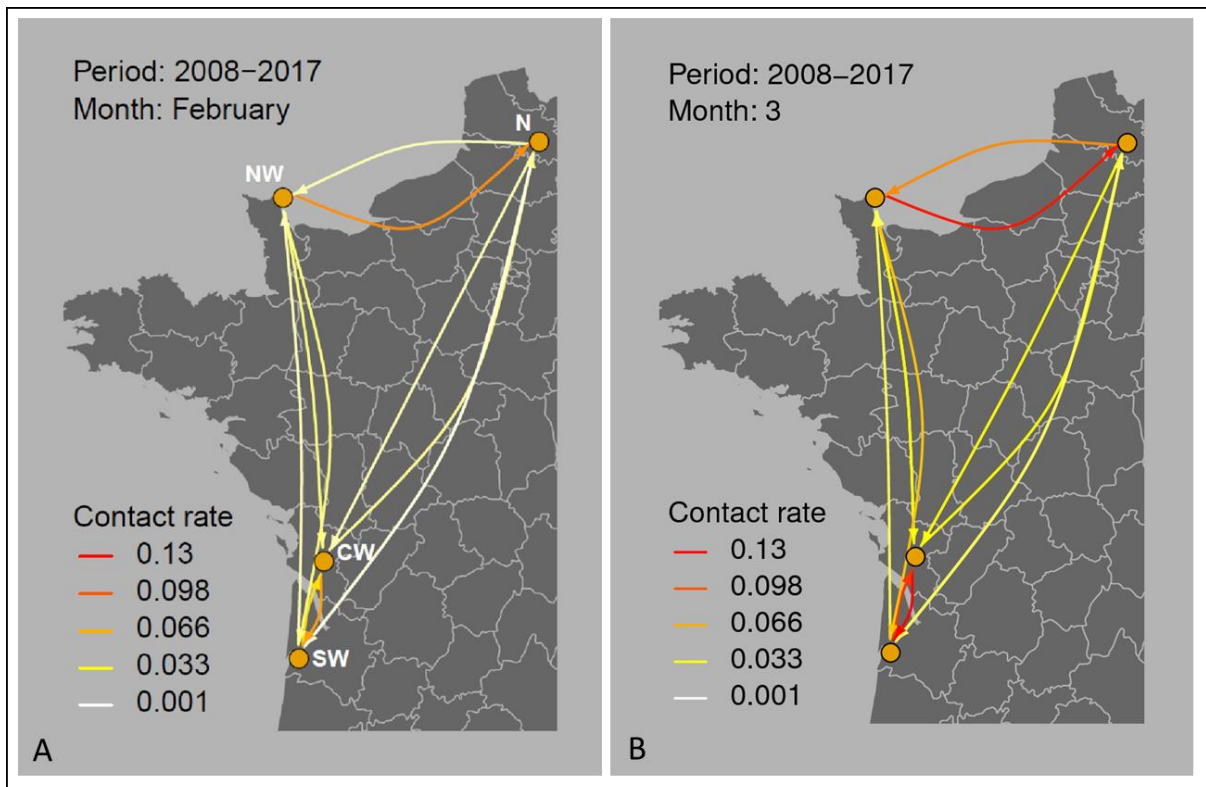 Period: 2008−2017
Month: February
N
NW
CW
SW
Contact rate
0.13
0.098
0.066
0.033
0.001
A
Period: 2008−2017
Month: 3
Contact rate
0.13
0.098
0.066
0.033
0.001
B